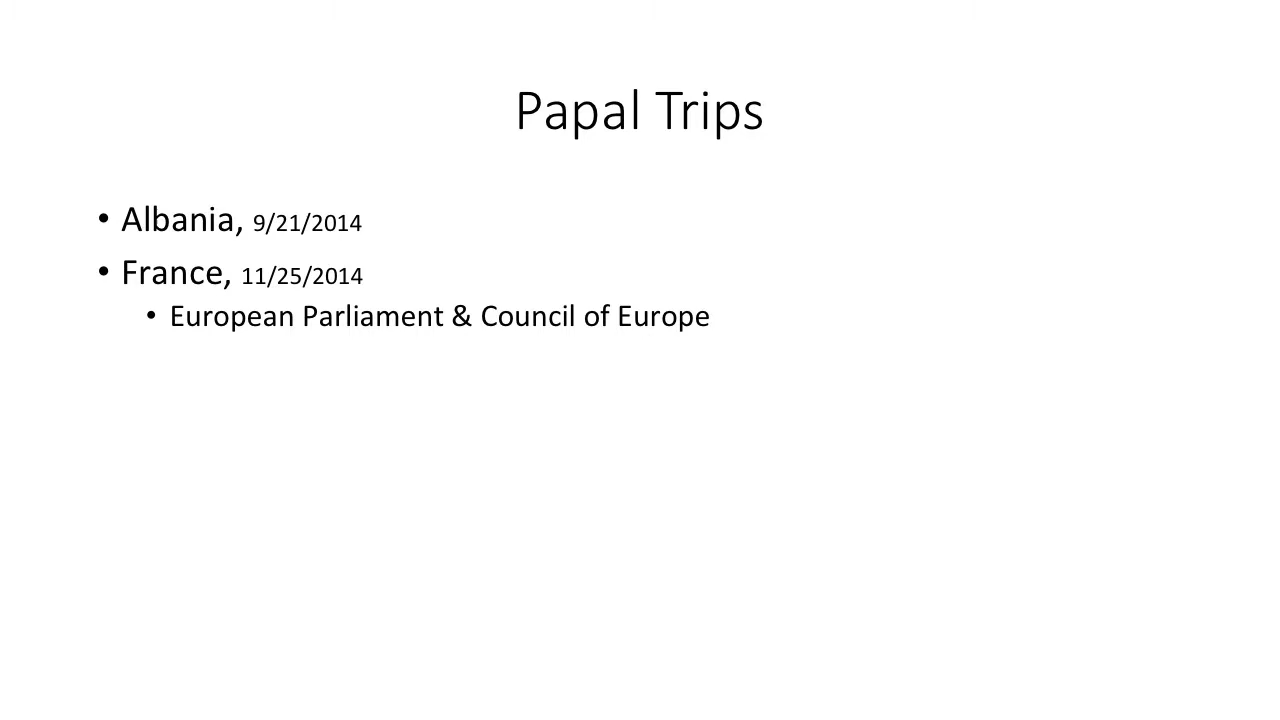 Papal Trips
• Albania, 9/21/2014
• France, 11/25/2014
• European Parliament & Council of Europe